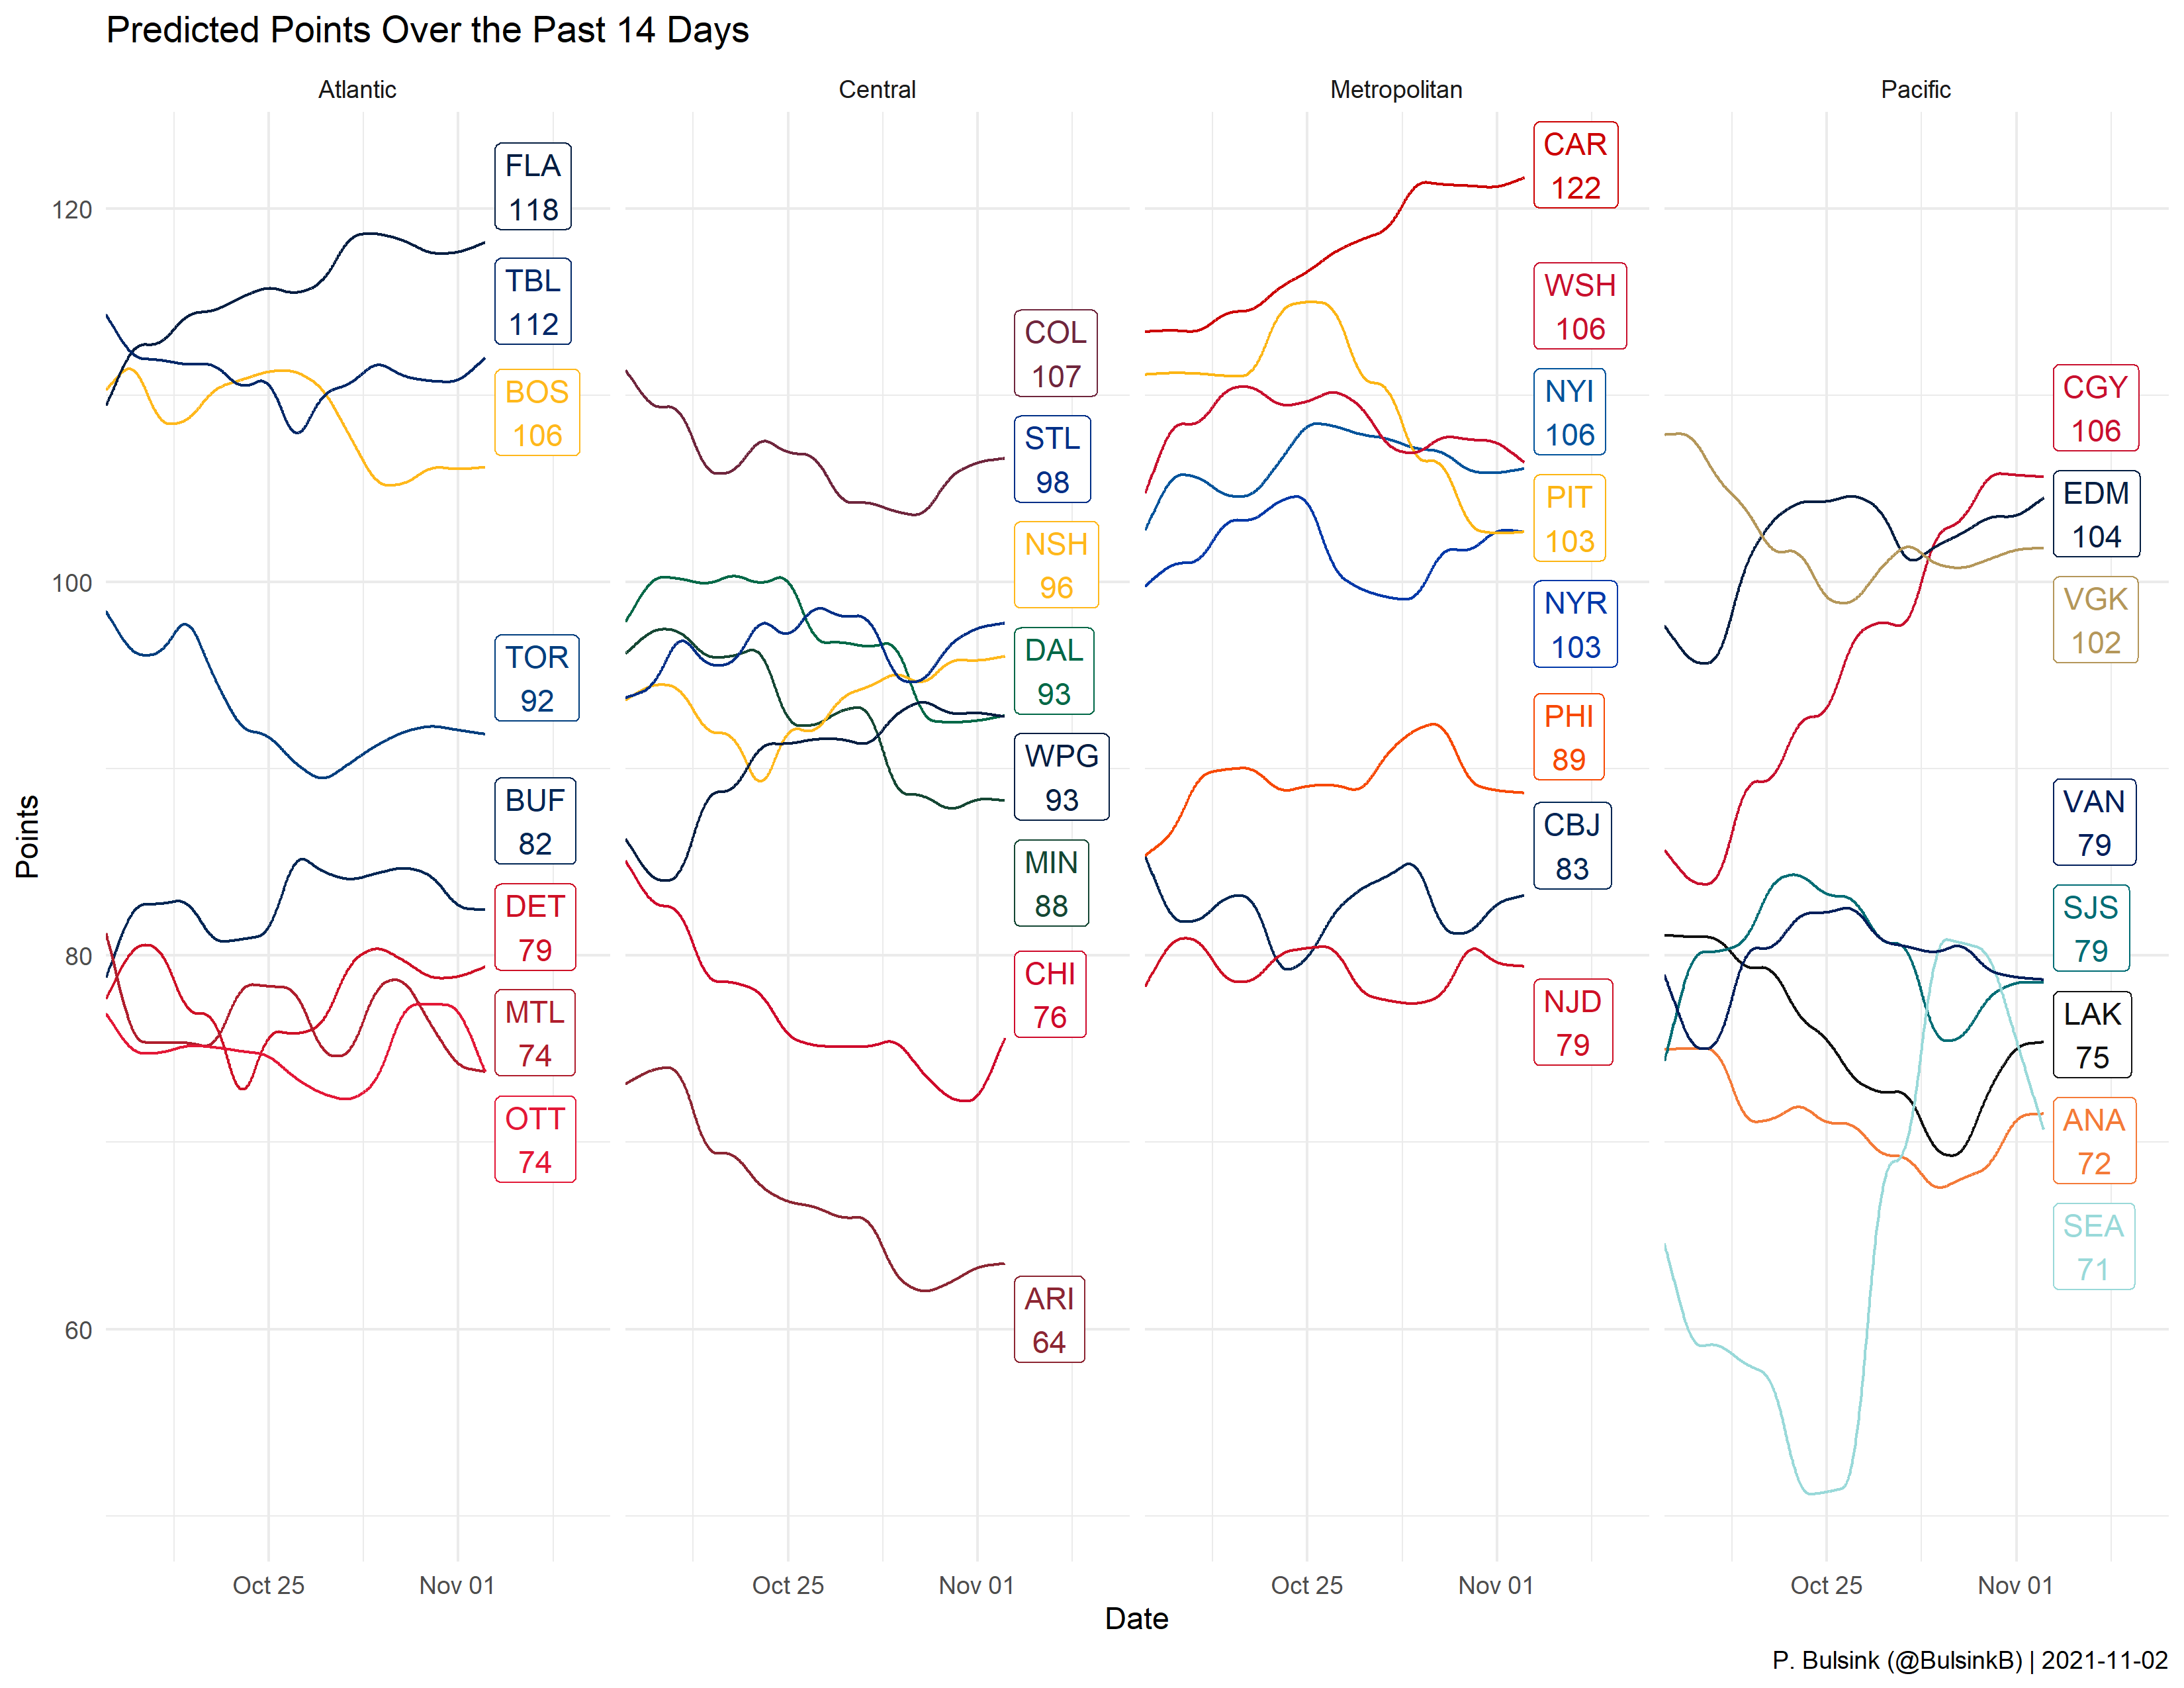 Predicted Points Over the Past 14 Days
Atlantic
Central
Metropolitan
Pacific
Points
120
100
80
60
FLA
118
TBL
112
BOS
106
TOR
92
BUF
82
DET
79
MTL
74
OTT
74
COL
107
STL
98
NSH
96
DAL
93
WPG
93
MIN
88
CHI
76
ARI
64
CAR
122
WSH
106
NYI
106
PIT
103
NYR
103
PHI
89
CBJ
83
NJD
79
CGY
106
EDM
104
VGK
102
VAN
79
SJS
79
LAK
75
ANA
72
SEA
71
Oct 25
Nov 01
Oct 25
Nov 01
Oct 25
Nov 01
Oct 25
Nov 01
Date
P. Bulsink (@BulsinkB) | 2021-11-02